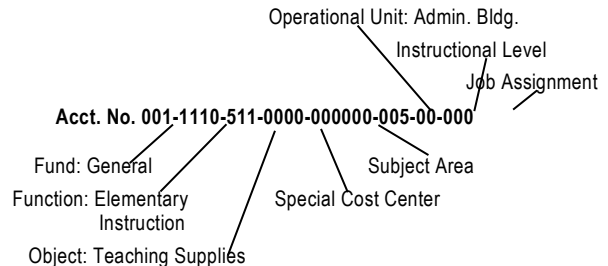 Operational Unit: Admin. Bldg.
Instructional Level
Job Assignment
Acct. No. 001-1110-511-0000-000000-005-00-000
Fund: General
Subject Area
Function: Elementary
Instruction
Special Cost Center
Object: Teaching Supplies